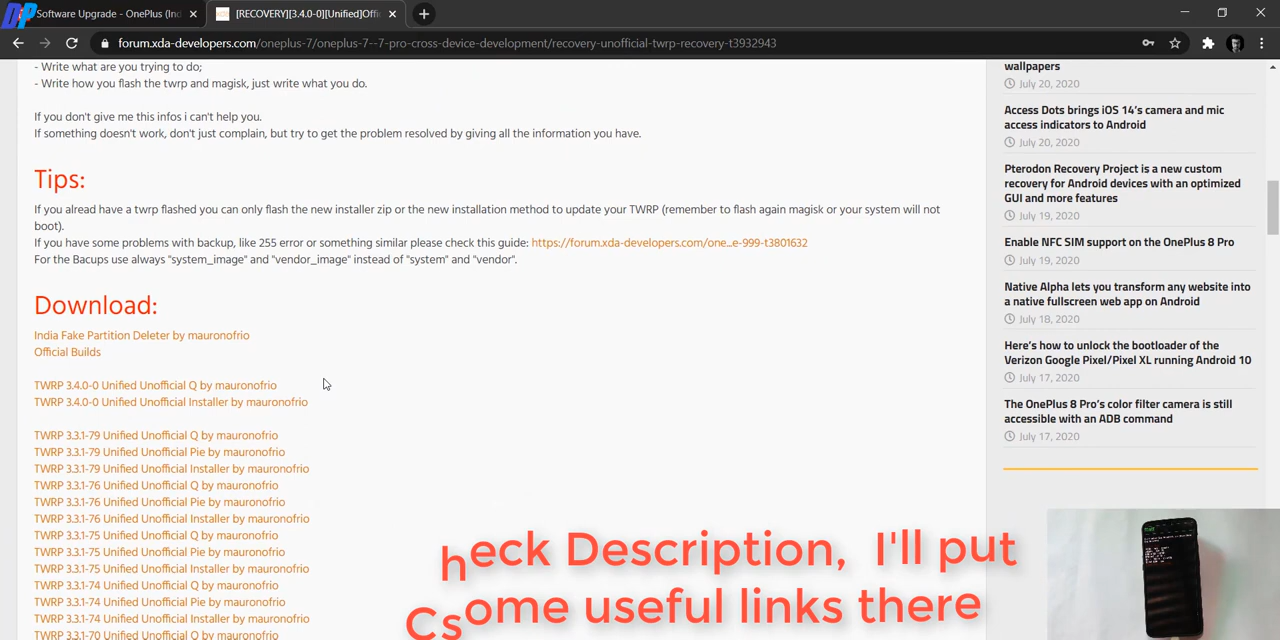 DP
Software Upgrade - OnePlus (Ind
[RECOVERY][3.4.0-0][Unified]Offi
forum.xda-developers.com/oneplus-7/oneplus-7--7-pro-cross-device-development/recovery-unofficial-twrp-recovery-t3932943
- Write what are you trying to do;
- Write how you flash the twrp and magisk, just write what you do.
If you don't give me this infos i can't help you.
If something doesn't work, don't just complain, but try to get the problem resolved by giving all the information you have.
Tips:
If you alread have a twrp flashed you can only flash the new installer zip or the new installation method to update your TWRP (remember to flash again magisk or your system will not
boot).
If you have some problems with backup, like 255 error or something similar please check this guide: https://forum.xda-developers.com/one...e-999-t3801632
For the Bacups use always "system_image" and "vendor_image" instead of "system" and "vendor".
Download:
India Fake Partition Deleter by mauronofrio
Official Builds
TWRP 3.4.0-0 Unified Unofficial Q by mauronofrio
TWRP 3.4.0-0 Unified Unofficial Installer by mauronofrio
TWRP 3.3.1-79 Unified Unofficial Q by mauronofrio
TWRP 3.3.1-79 Unified Unofficial Pie by mauronofrio
TWRP 3.3.1-79 Unified Unofficial Installer by mauronofrio
TWRP 3.3.1-76 Unified Unofficial Q by mauronofrio
TWRP 3.3.1-76 Unified Unofficial Pie by mauronofrio
TWRP 3.3.1-76 Unified Unofficial Installer by mauronofrio
TWRP 3.3.1-75 Unified Unofficial Q by mauronofrio
TWRP 3.3.1-75 Unified Unofficial Pie by mauronofrio
TWRP 3.3.1-75 Unified Unofficial Installer by mauronofrio
TWRP 3.3.1-74 Unified Unofficial Q by mauronofrio
TWRP 3.3.1-74 Unified Unofficial Pie by mauronofrio
TWRP 3.3.1-74 Unified Unofficial Installer by mauronofrio
TWRP 3.3.1-70 Unified Unofficial Q by mauronofrio
wallpapers
July 20, 2020
Access Dots brings iOS 14's camera and mic
access indicators to Android
July 20, 2020
Pterodon Recovery Project is a new custom
recovery for Android devices with an optimized
GUI and more features
July 19, 2020
Enable NFC SIM support on the OnePlus 8 Pro
July 19, 2020
Native Alpha lets you transform any website into
a native fullscreen web app on Android
July 18, 2020
Here's how to unlock the bootloader of the
Verizon Google Pixel/Pixel XL running Android 10
July 17, 2020
The OnePlus 8 Pro's color filter camera is still
accessible with an ADB command
July 17, 2020
heck Description, I'll put
Csome useful links there